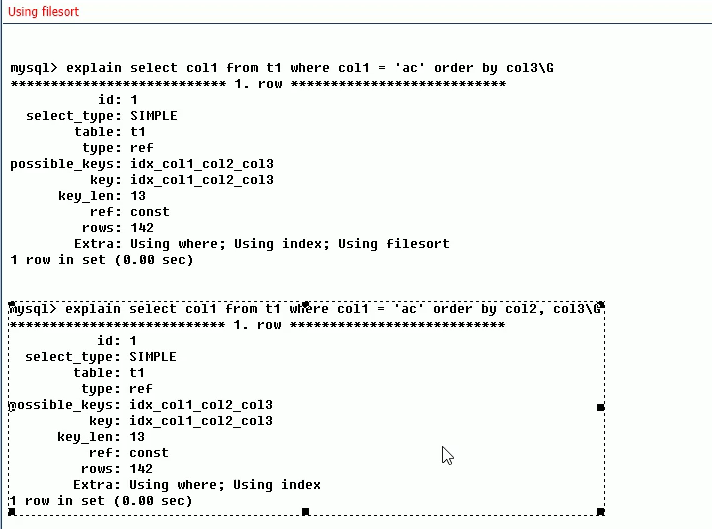 Using filesort
mysql> explain select col1 from t1 where col1 = 'ac' order by col3\G
*************************** 1. row ***************************
id: 1
select_type: SIMPLE
table: t1
type: ref
possible_keys: idx_col1_col2_col3
key: idx_col1_col2_col3
key_len: 13
ref: const
rows: 142
Extra: Using where; Using index; Using filesort
1 row in set (0.00 sec)
mysql> explain select col1 from t1 where col1 = 'ac' order by col2, col3\G
*************************** 1. row ***************************
id: 1
select_type: SIMPLE
table: t1
type: ref
possible_keys: idx_col1_col2_col3
key: idx_col1_col2_col3
key_len: 13
ref: const
rows: 142
Extra: Using where; Using index
1 row in set (0.00 sec)